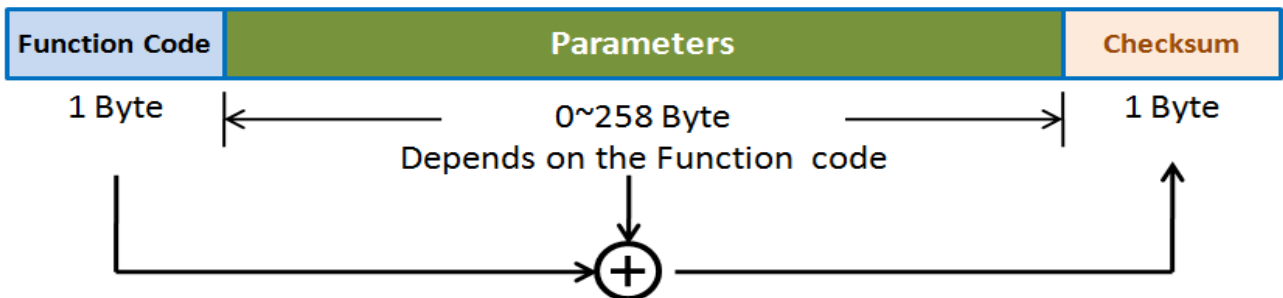 Function Code Parameters Checksum
1 Byte 0~258 Byte 1 Byte
Depends on the Function code